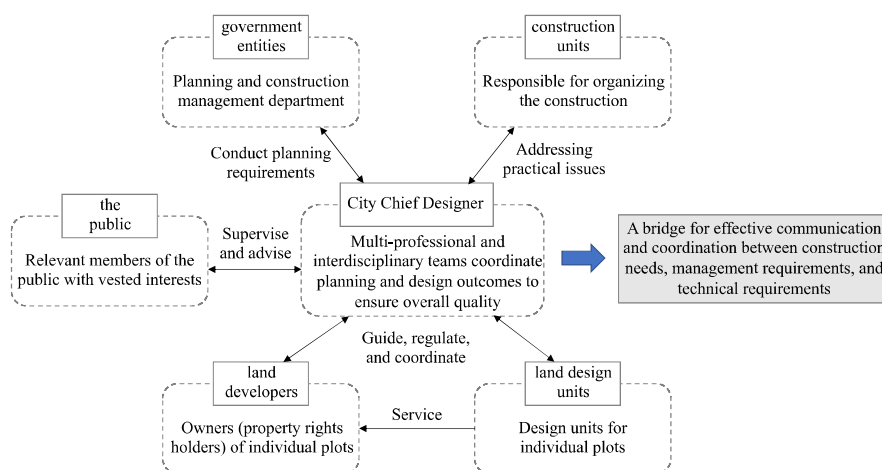 government
entities
Planning and construction
management department
construction
units
Responsible for organizing
the construction
Conduct planning
requirements
Addressing
practical issues
the
public
Relevant members of the
public with vested interests
Supervise
and advise
City Chief Designer
Multi-professional and
interdisciplinary teams coordinate
planning and design outcomes to
ensure overall quality
A bridge for effective communication
and coordination between construction
needs, management requirements, and
technical requirements
Guide, regulate,
and coordinate
land
developers
Owners (property rights
holders) of individual plots
Service
land design
units
Design units for
individual plots